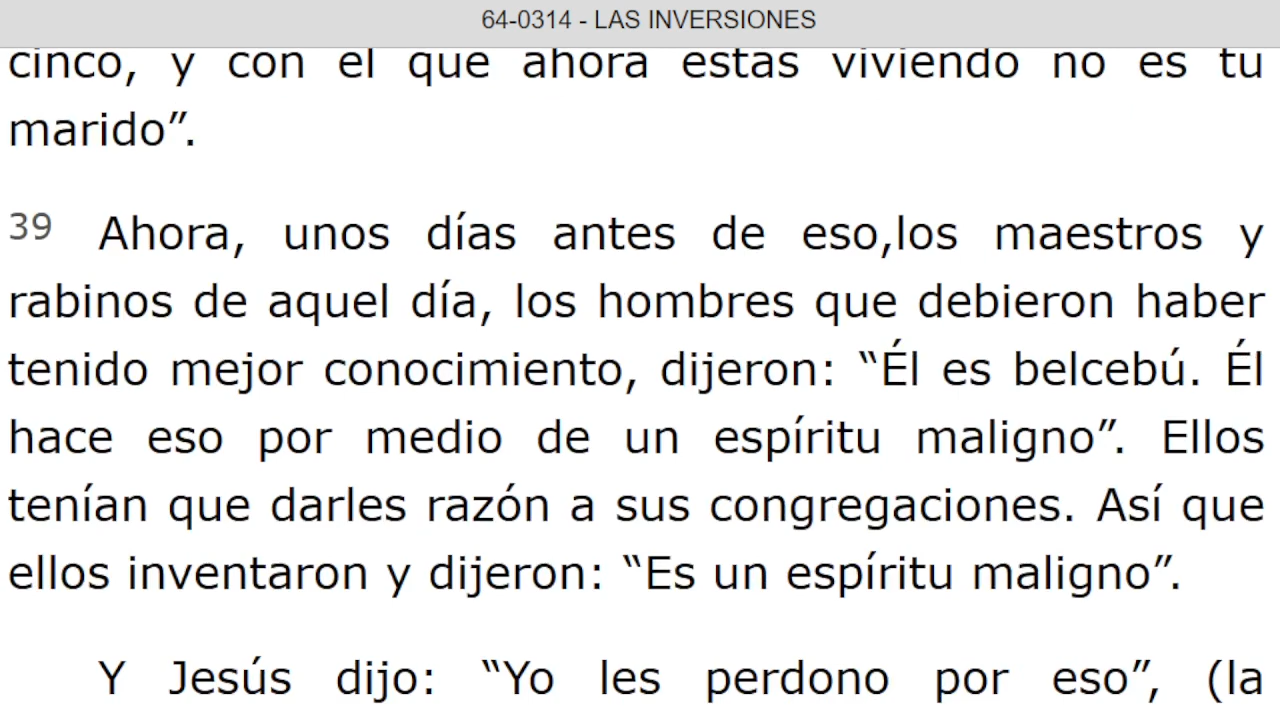 64-0314 - LAS INVERSIONES
cinco, y con el que ahora estás viviendo no es tu
marido”.
39 Ahora, unos días antes de eso,los maestros y
rabinos de aquel día, los hombres que debieron haber
tenido mejor conocimiento, dijeron: “Él es belcebú. Él
hace eso por medio de un espíritu maligno”. Ellos
tenían que darles razón a sus congregaciones. Así que
ellos inventaron y dijeron: “Es un espíritu maligno”.
Y Jesús dijo: “Yo les perdono por eso”, (la